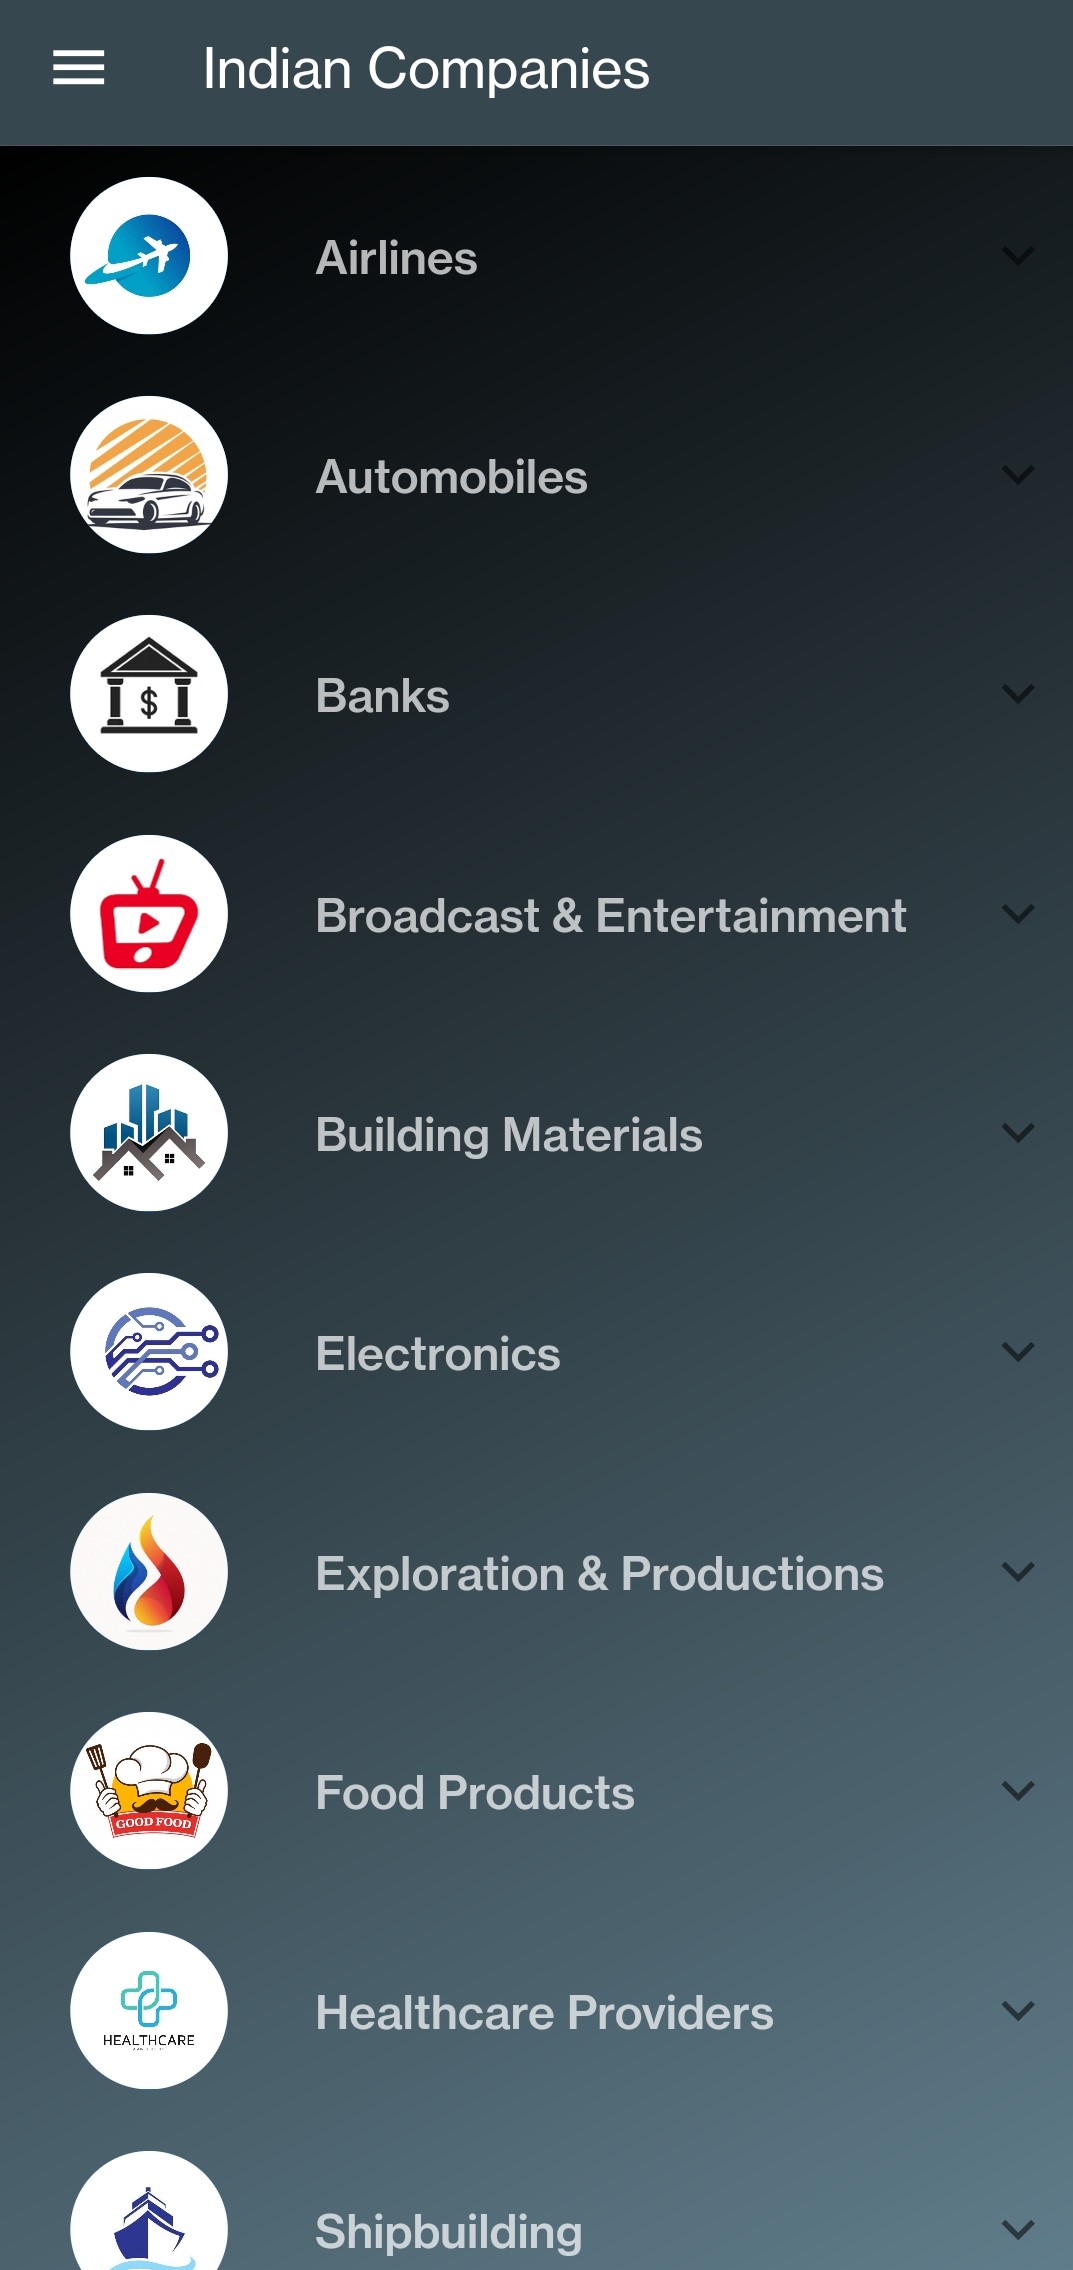 Indian Companies
Airlines
Automobiles
Banks
$
Broadcast & Entertainment
Building Materials
Electronics
Exploration & Productions
Food Products
GOOD FOOD
Healthcare Providers
HEALTHCARE
Shipbuilding